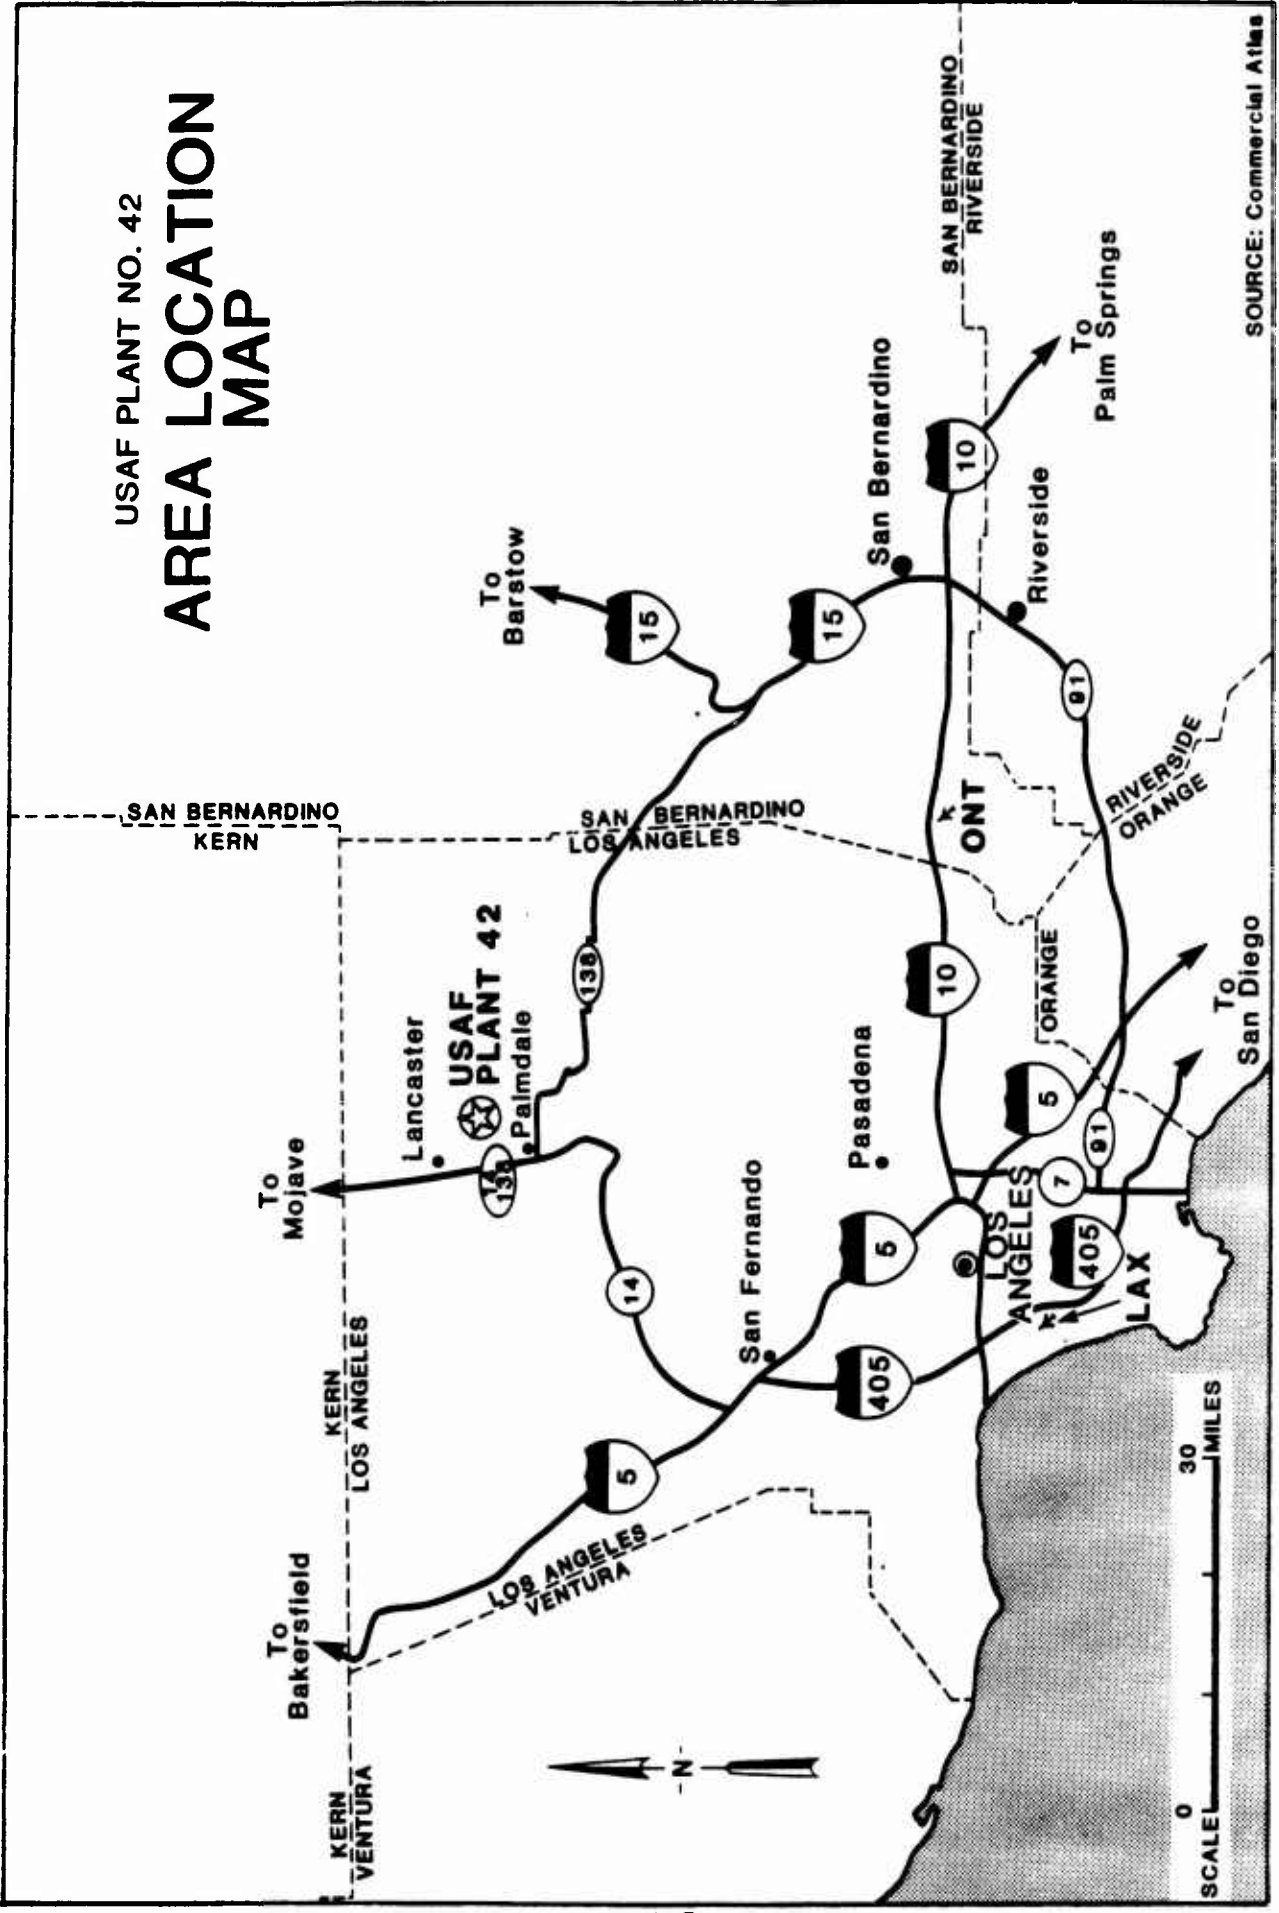 USAF PLANT NO. 42
AREA LOCATION
MAP
To
Bakersfield
To
Mojave
To
Barstow
KERN
VENTURA
KERN
LOS ANGELES
SAN BERNARDINO
KERN
SAN BERNARDINO
LOS ANGELES
LOS ANGELES
VENTURA
Lancaster
USAF
PLANT 42
Palmdale
14
138
138
15
15
14
5
San Fernando
405
5
Pasadena
10
ONT
San Bernardino
10
SAN BERNARDINO
RIVERSIDE
To
Palm Springs
Riverside
91
RIVERSIDE
ORANGE
ORANGE
LOS
ANGELES
5
7
91
405
LAX
To
San Diego
N
0
30
SCALE
MILES
SOURCE: Commercial Atlas